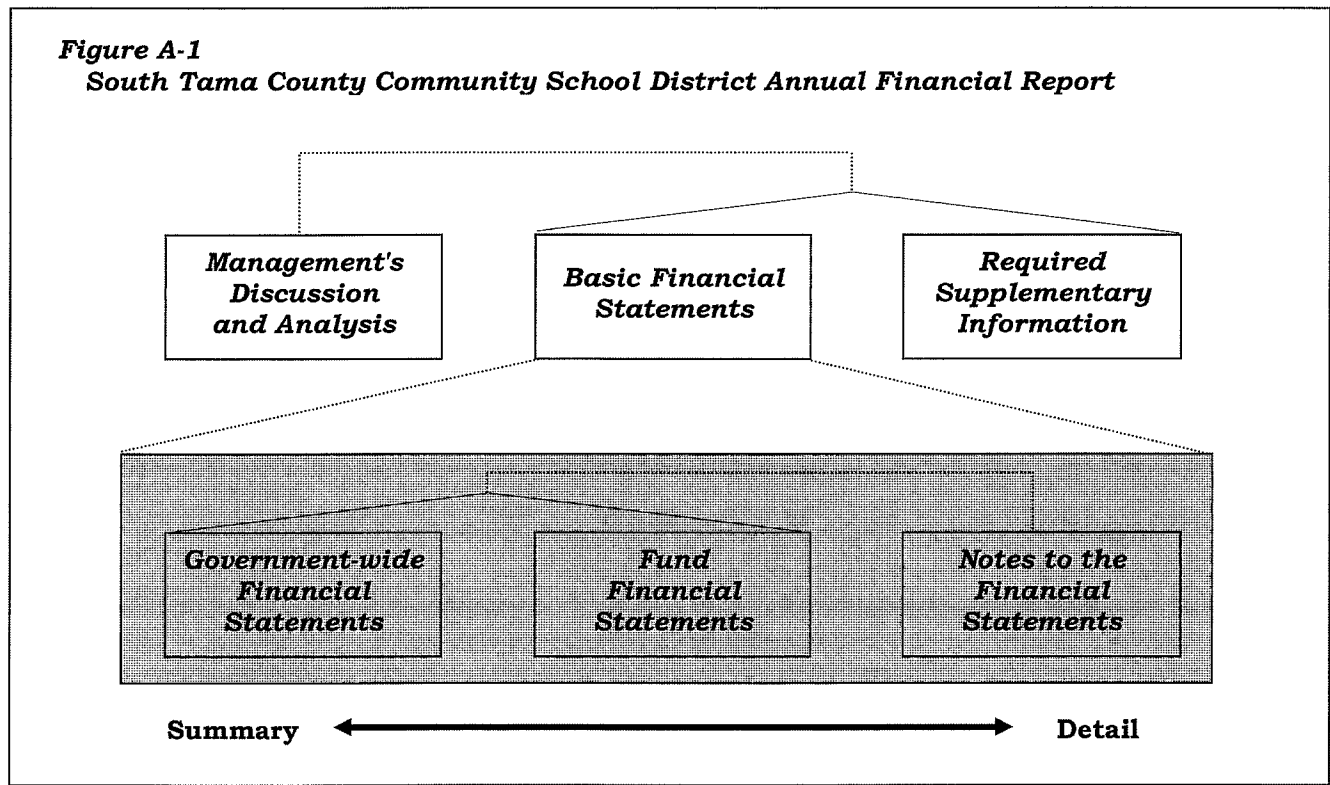 Figure A-1
South Tama County Community School District Annual Financial Report
Management's
Discussion
and Analysis
Basic Financial
Statements
Required
Supplementary
Information
Government-wide
Financial
Statements
Fund
Financial
Statements
Notes to the
Financial
Statements
Summary
Detail